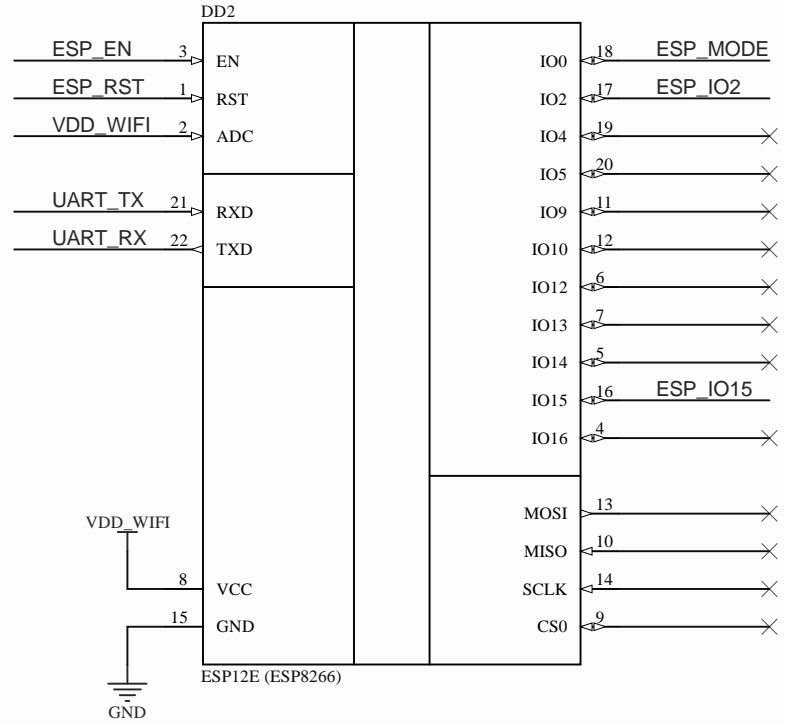 DD2
ESP_EN 3 EN IO0 18 ESP_MODE
ESP_RST 1 RST IO2 17 ESP_IO2
VDD_WIFI 2 ADC IO4 19
IO5 20
UART_TX 21 RXD IO9 11
UART_RX 22 TXD IO10 12
IO12 6
IO13 7
IO14 5
IO15 16 ESP_IO15
IO16 4
MOSI 13
VDD_WIFI MISO 10
8 VCC SCLK 14
15 GND CS0 9
ESP12E (ESP8266)
GND